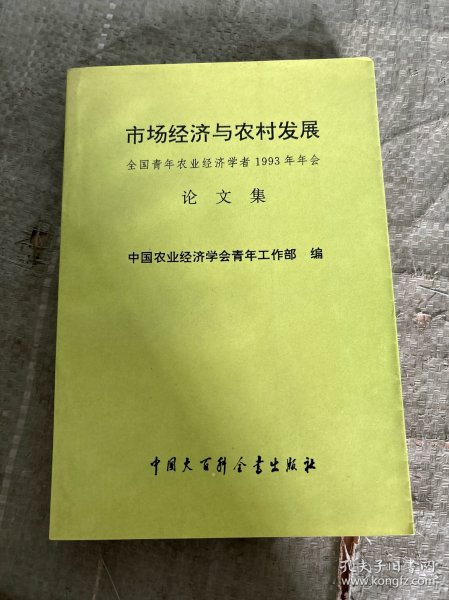 市场经济与农村发展
全国青年农业经济学者1993年年会
论文集
中国农业经济学会青年工作部 编
中国大百科全书出版社
孔夫子旧书网
www.kongfz.com